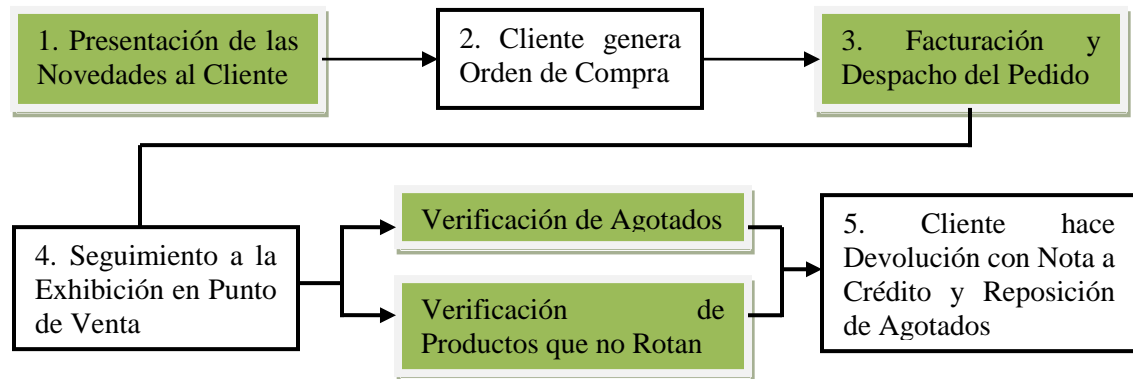 1. Presentación de las
Novedades al Cliente
2. Cliente genera
Orden de Compra
3. Facturación y
Despacho del Pedido
4. Seguimiento a la
Exhibición en Punto
de Venta
Verificación de Agotados
Verificación de
Productos que no Rotan
5. Cliente hace
Devolución con Nota a
Crédito y Reposición
de Agotados